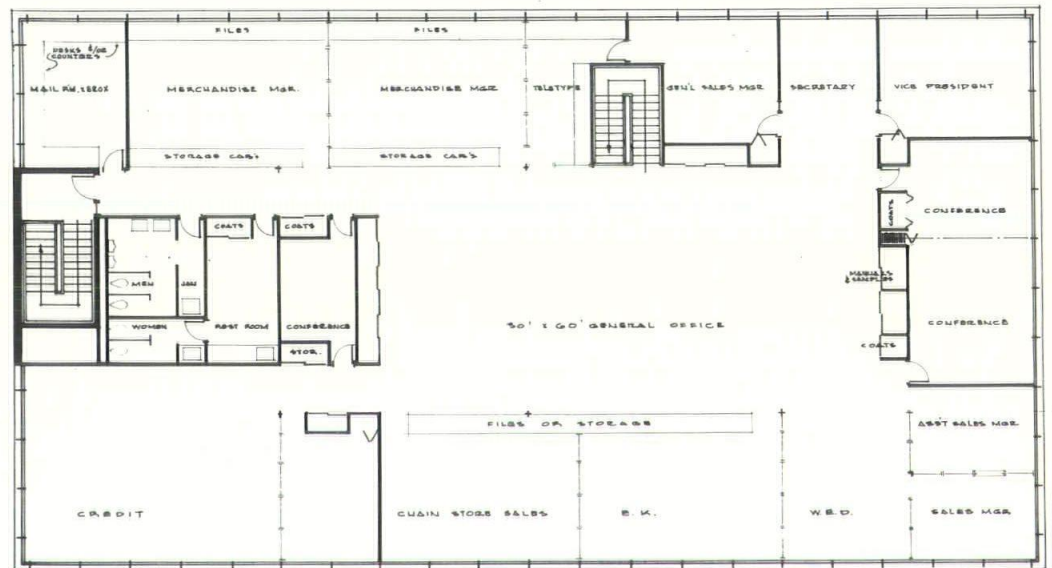 FILES
FILES
DESKS &/OR
COUNTERS
MAIL RM, XEROX
MERCHANDISE MGR.
MERCHANDISE MGR
TELETYPE
GEN'L SALES MGR
SECRETARY
VICE PRESIDENT
STORAGE CAB'S
STORAGE CAB'S
COATS
COATS
COATS
CONFERENCE
MEN
JAN
MANUALS
& SAMPLES
WOMEN
REST ROOM
CONFERENCE
30' X 60' GENERAL OFFICE
CONFERENCE
STOR.
COATS
FILES OR STORAGE
ASS'T SALES MGR
CREDIT
CHAIN STORE SALES
E. K.
W. E. D.
SALES MGR